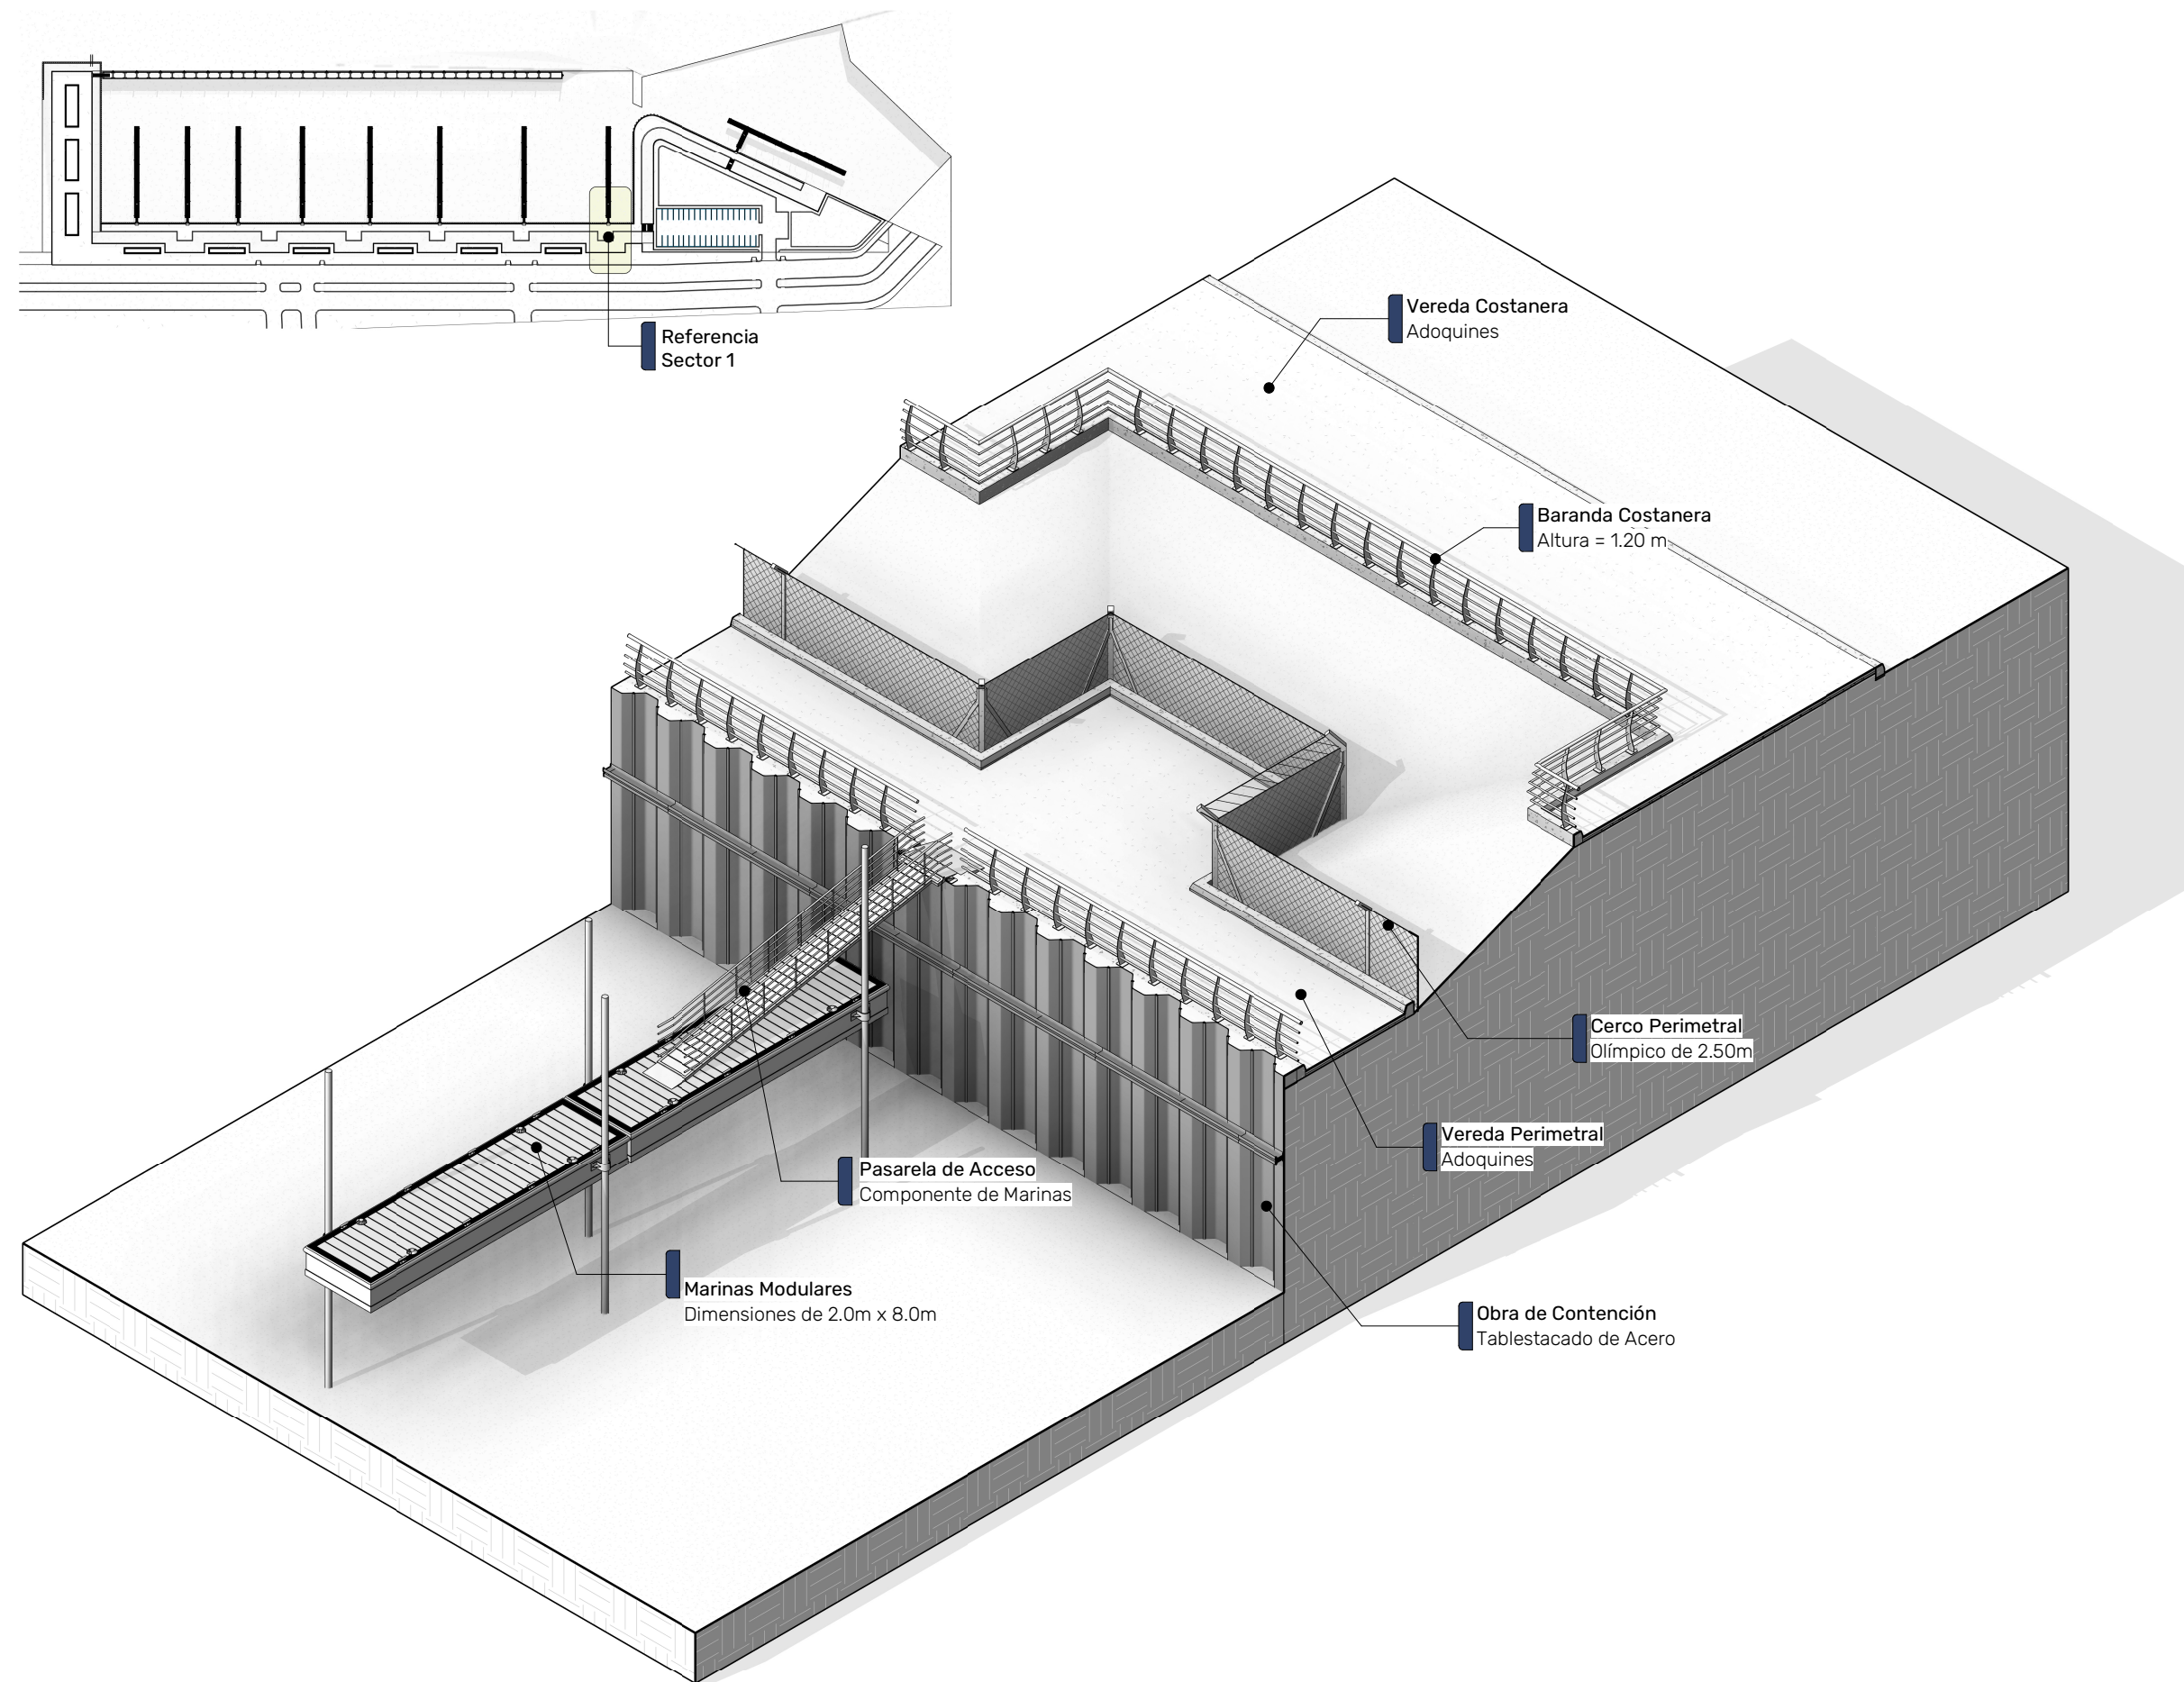 Referencia
Sector 1
Vereda Costanera
Adoquines
Baranda Costanera
Altura = 1.20 m
Cerco Perimetral
Olímpico de 2.50m
Vereda Perimetral
Adoquines
Pasarela de Acceso
Componente de Marinas
Marinas Modulares
Dimensiones de 2.0m x 8.0m
Obra de Contención
Tablestacado de Acero